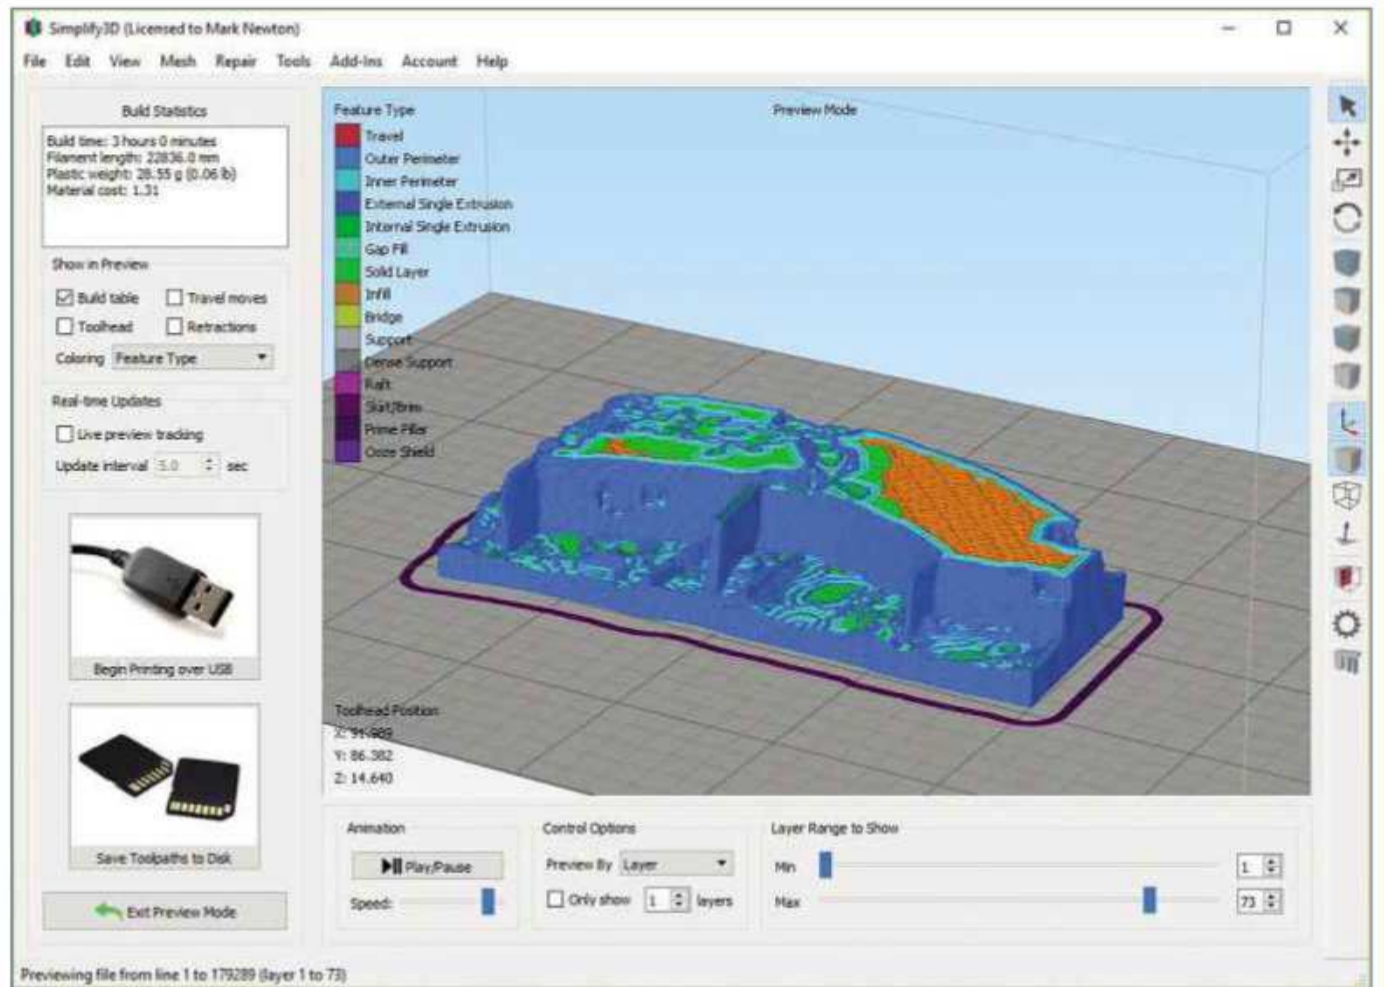 Simplify3D (Licensed to Mark Newton)
File Edit View Mesh Repair Tools Add-Ins Account Help
Build Statistics
Build time: 3 hours 0 minutes
Filament length: 22836.0 mm
Plastic weight: 28.55 g (0.06 lb)
Material cost: 1.31
Show in Preview
Build table Travel moves
Toolhead Retractions
Coloring Feature Type
Real-time Updates
Live preview tracking
Update interval 5.0 sec
Begin Printing over USB
Save Toolpaths to Disk
Exit Preview Mode
Feature Type
Travel
Outer Perimeter
Inner Perimeter
External Single Extrusion
Internal Single Extrusion
Gap Fill
Solid Layer
Infill
Bridge
Support
Dense Support
Raft
Skirt/Brim
Prime Pillar
Ooze Shield
Preview Mode
Toolhead Position
X: 91.989
Y: 86.382
Z: 14.640
Animation
Play/Pause
Speed:
Control Options
Preview By Layer
Only show 1 layers
Layer Range to Show
Min 1
Max 73
Previewing file from line 1 to 179289 (layer 1 to 73)